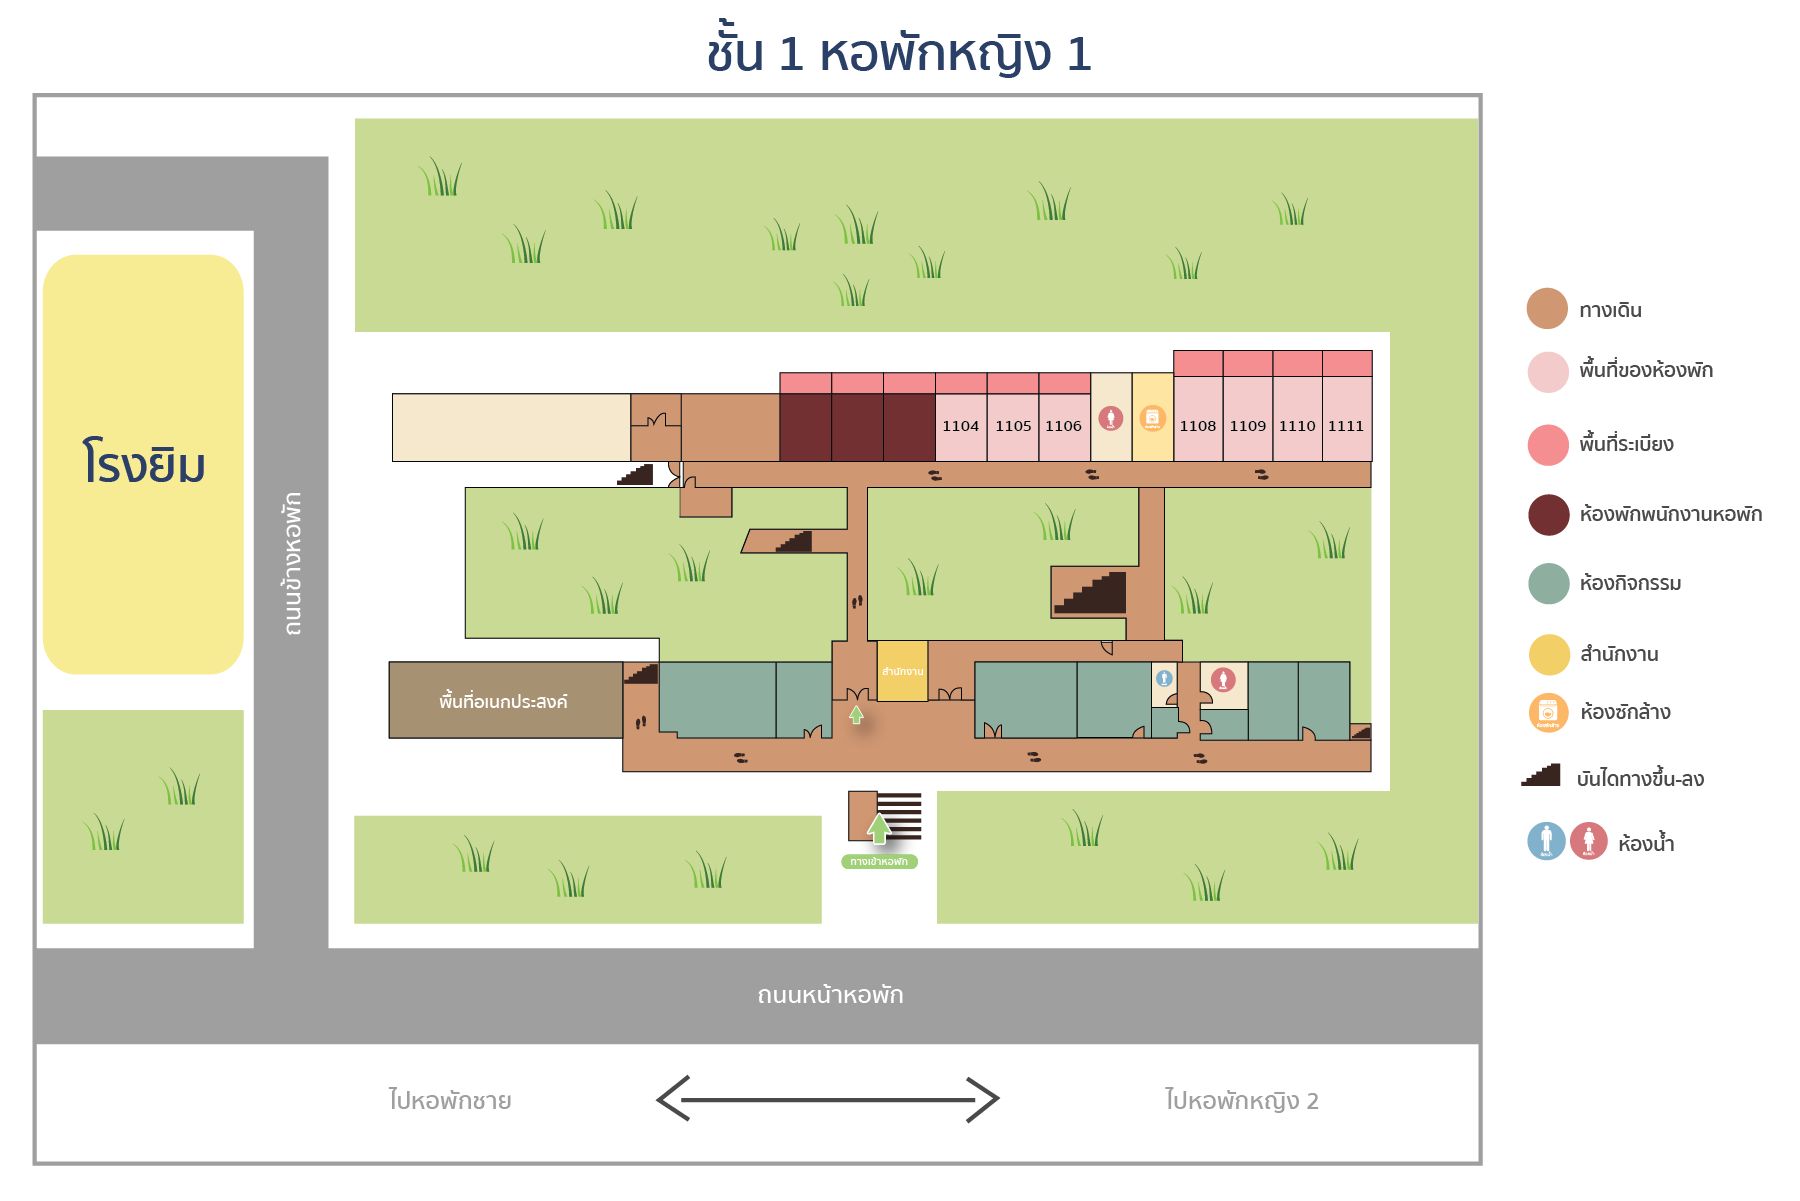 ชั้น 1 หอพักหญิง 1
โรงยิม
ถนนข้างหอพัก
1104
1105
1106
1108
1109
1110
1111
สำนักงาน
พื้นที่อเนกประสงค์
ทางเข้าหอพัก
ถนนหน้าหอพัก
ไปหอพักชาย
ไปหอพักหญิง 2
ทางเดิน
พื้นที่ของห้องพัก
พื้นที่ระเบียง
ห้องพักพนักงานหอพัก
ห้องกิจกรรม
สำนักงาน
ห้องซักล้าง
บันไดทางขึ้น-ลง
ห้องน้ำ